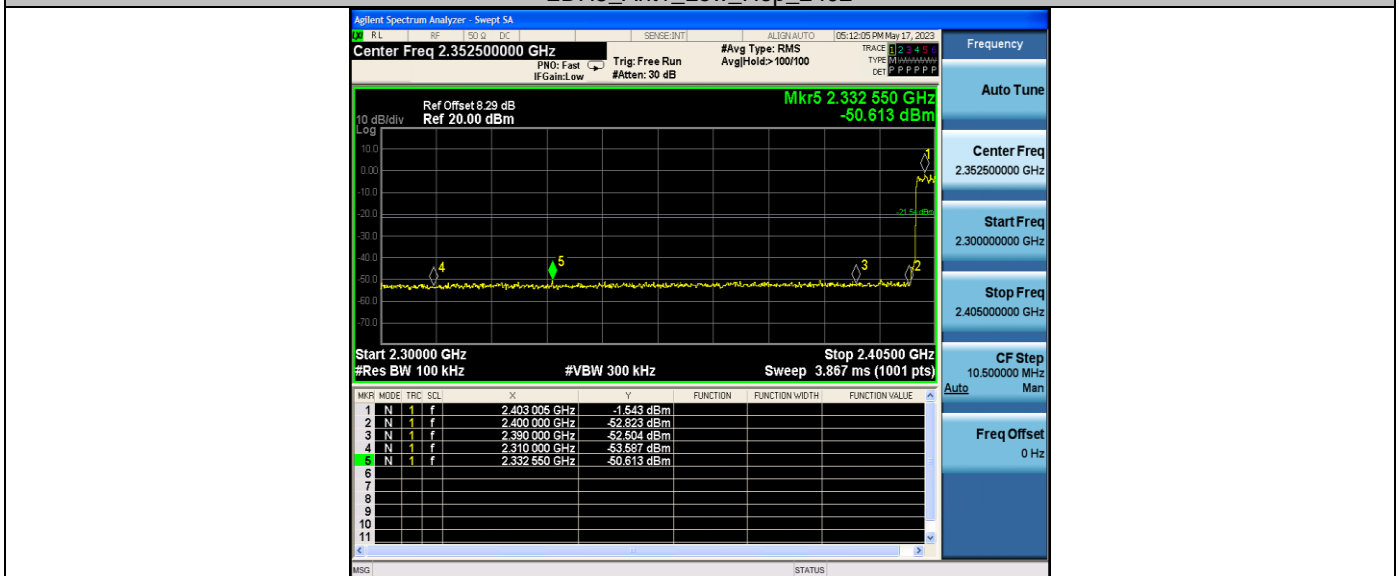 Agilent Spectrum Analyzer - Swept SA
RL RF 50 Ω DC SENSE:INT ALIGN AUTO 05:12:05 PM May 17, 2023
Center Freq 2.352500000 GHz
PNO: Fast
IFGain:Low
Trig: Free Run
#Atten: 30 dB
#Avg Type: RMS
Avg|Hold:> 100/100
TRACE 1 2 3 4 5 6
TYPE M
DET P P P P P P
Ref Offset 8.29 dB
10 dB/div Ref 20.00 dBm
Log
Mkr5 2.332 550 GHz
-50.613 dBm
10.0
0.00
-10.0
-20.0
-30.0
-40.0
-50.0
-60.0
-70.0
1
-21.54 dBm
4
5
3
2
Start 2.30000 GHz Stop 2.40500 GHz
#Res BW 100 kHz #VBW 300 kHz Sweep 3.867 ms (1001 pts)
MKR MODE TRC SCL X Y FUNCTION FUNCTION WIDTH FUNCTION VALUE
1 N 1 f 2.403 005 GHz -1.543 dBm
2 N 1 f 2.400 000 GHz -52.823 dBm
3 N 1 f 2.390 000 GHz -52.504 dBm
4 N 1 f 2.310 000 GHz -53.587 dBm
5 N 1 f 2.332 550 GHz -50.613 dBm
6
7
8
9
10
11
MSG STATUS
Frequency
Auto Tune
Center Freq
2.352500000 GHz
Start Freq
2.300000000 GHz
Stop Freq
2.405000000 GHz
CF Step
10.500000 MHz
Auto Man
Freq Offset
0 Hz